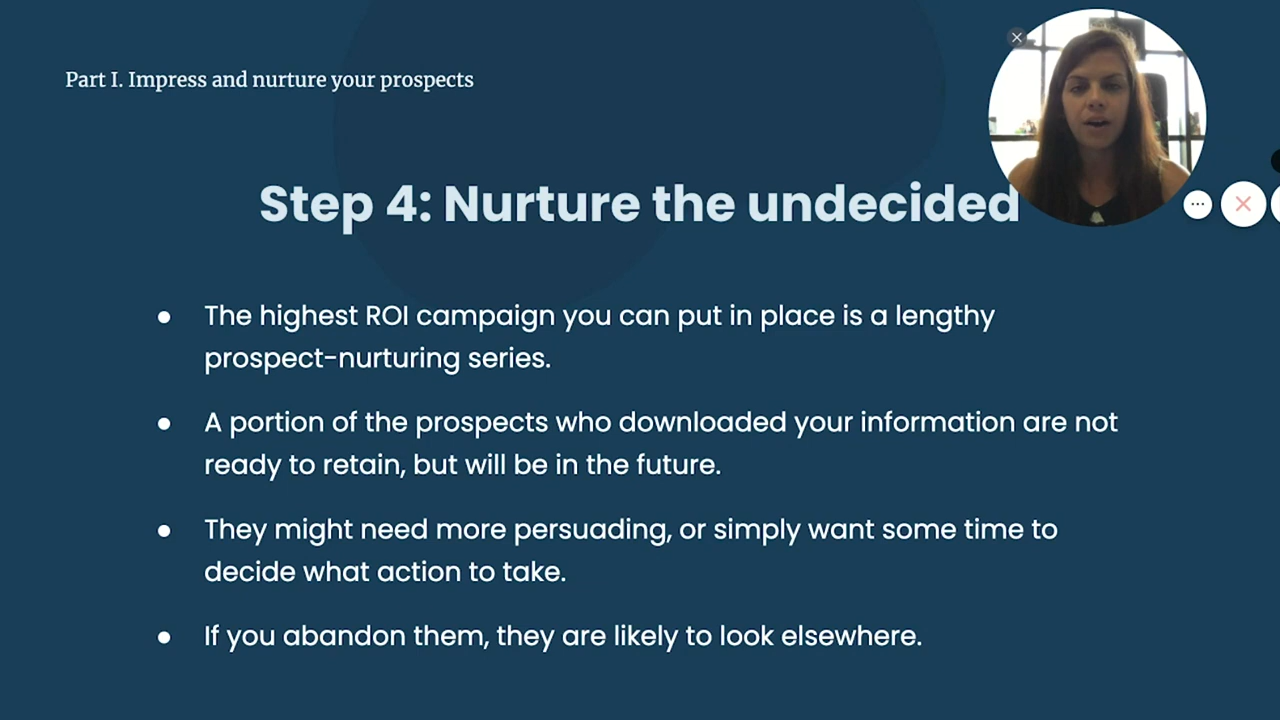 Part I. Impress and nurture your prospects
Step 4: Nurture the undecided
● The highest ROI campaign you can put in place is a lengthy
prospect-nurturing series.
● A portion of the prospects who downloaded your information are not
ready to retain, but will be in the future.
● They might need more persuading, or simply want some time to
decide what action to take.
● If you abandon them, they are likely to look elsewhere.